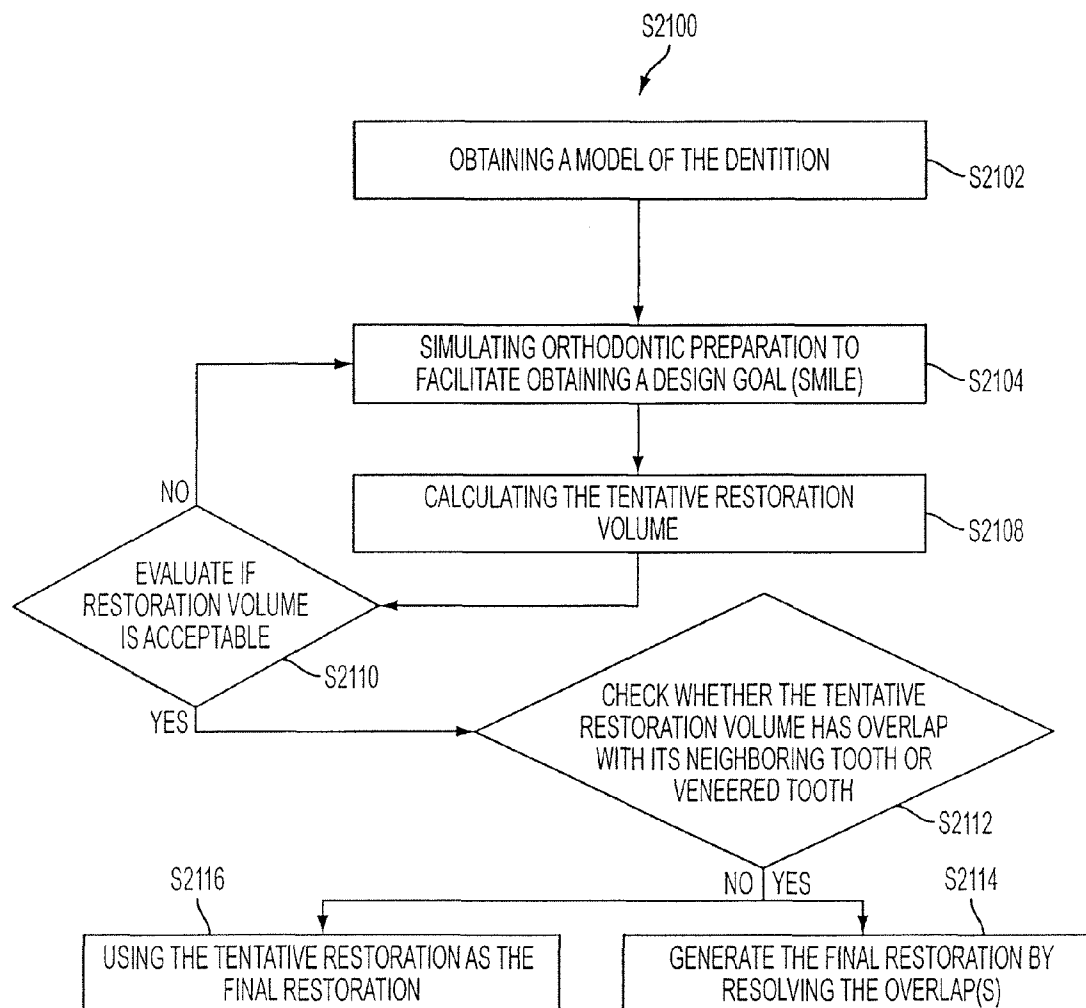 S2100
OBTAINING A MODEL OF THE DENTITION
S2102
SIMULATING ORTHODONTIC PREPARATION TO
FACILITATE OBTAINING A DESIGN GOAL (SMILE)
S2104
CALCULATING THE TENTATIVE RESTORATION
VOLUME
S2108
NO
EVALUATE IF
RESTORATION VOLUME
IS ACCEPTABLE
S2110
YES
CHECK WHETHER THE TENTATIVE
RESTORATION VOLUME HAS OVERLAP
WITH ITS NEIGHBORING TOOTH OR
VENEERED TOOTH
S2112
NO
YES
S2116
USING THE TENTATIVE RESTORATION AS THE
FINAL RESTORATION
S2114
GENERATE THE FINAL RESTORATION BY
RESOLVING THE OVERLAP(S)